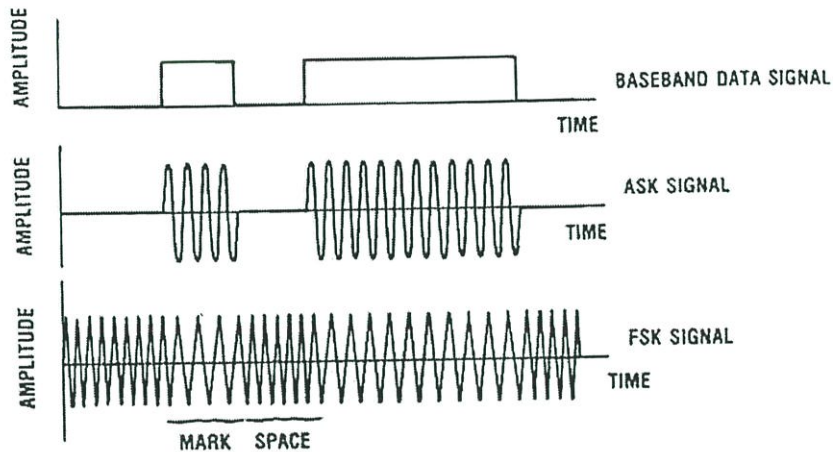 AMPLITUDE
BASEBAND DATA SIGNAL
TIME
AMPLITUDE
ASK SIGNAL
TIME
AMPLITUDE
FSK SIGNAL
TIME
MARK SPACE